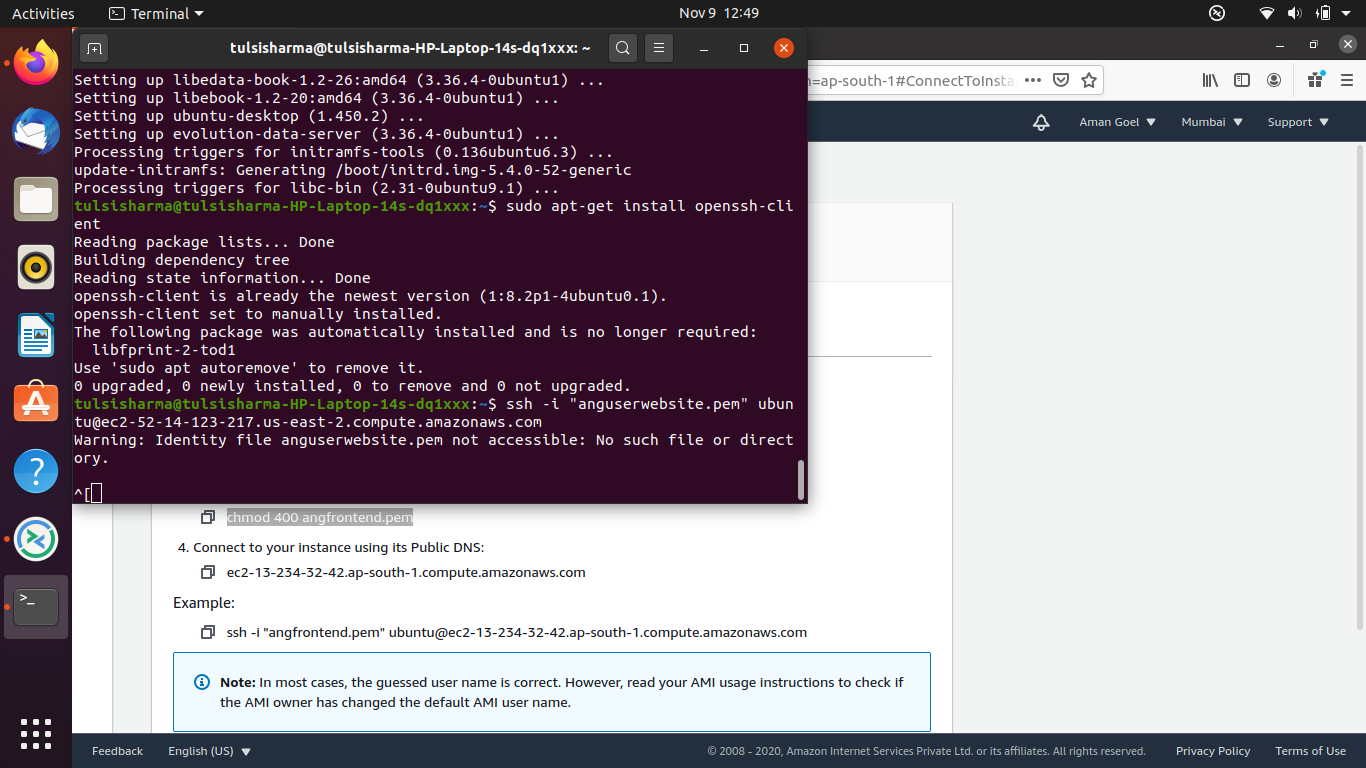 Activities
Terminal
Nov 9 12:49
tulsisharma@tulsisharma-HP-Laptop-14s-dq1xxx: ~
Setting up libedata-book-1.2-26:amd64 (3.36.4-0ubuntu1) ...
Setting up libebook-1.2-20:amd64 (3.36.4-0ubuntu1) ...
Setting up ubuntu-desktop (1.450.2) ...
Setting up evolution-data-server (3.36.4-0ubuntu1) ...
Processing triggers for initramfs-tools (0.136ubuntu6.3) ...
update-initramfs: Generating /boot/initrd.img-5.4.0-52-generic
Processing triggers for libc-bin (2.31-0ubuntu9.1) ...
tulsisharma@tulsisharma-HP-Laptop-14s-dq1xxx:~$ sudo apt-get install openssh-cli
ent
Reading package lists... Done
Building dependency tree
Reading state information... Done
openssh-client is already the newest version (1:8.2p1-4ubuntu0.1).
openssh-client set to manually installed.
The following package was automatically installed and is no longer required:
libfprint-2-tod1
Use 'sudo apt autoremove' to remove it.
0 upgraded, 0 newly installed, 0 to remove and 0 not upgraded.
tulsisharma@tulsisharma-HP-Laptop-14s-dq1xxx:~$ ssh -i "anguserwebsite.pem" ubun
tu@ec2-52-14-123-217.us-east-2.compute.amazonaws.com
Warning: Identity file anguserwebsite.pem not accessible: No such file or direct
ory.
^[
=ap-south-1#ConnectToInsta
Aman Goel
Mumbai
Support
chmod 400 angfrontend.pem
4. Connect to your instance using its Public DNS:
ec2-13-234-32-42.ap-south-1.compute.amazonaws.com
Example:
ssh -i "angfrontend.pem" ubuntu@ec2-13-234-32-42.ap-south-1.compute.amazonaws.com
Note: In most cases, the guessed user name is correct. However, read your AMI usage instructions to check if
the AMI owner has changed the default AMI user name.
Feedback
English (US)
© 2008 - 2020, Amazon Internet Services Private Ltd. or its affiliates. All rights reserved.
Privacy Policy
Terms of Use